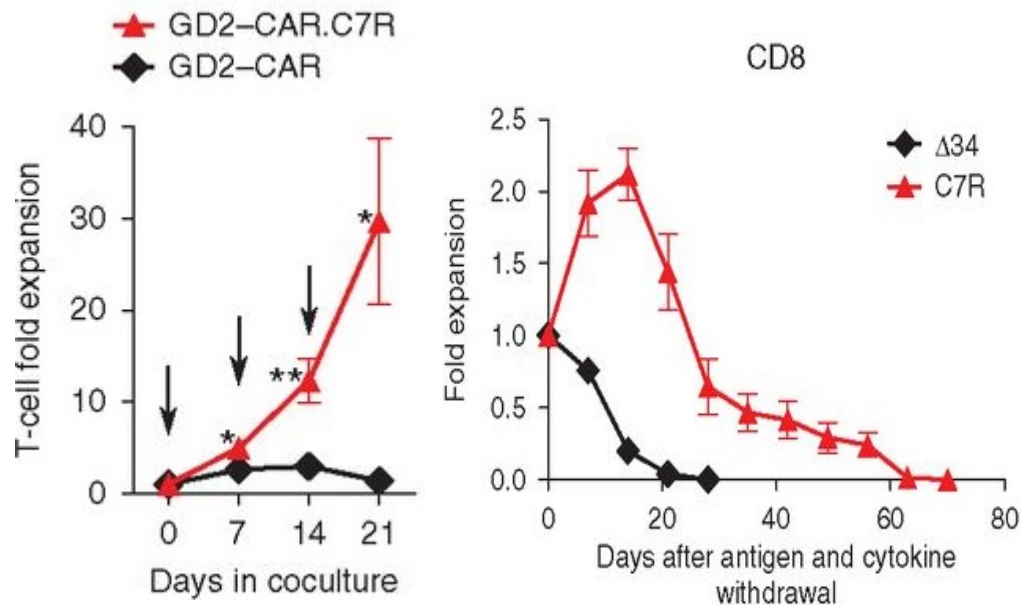 GD2–CAR.C7R
GD2–CAR
T-cell fold expansion
40
30
20
10
0
*
**
*
0 7 14 21
Days in coculture
CD8
Δ34
C7R
Fold expansion
2.5
2.0
1.5
1.0
0.5
0.0
0 20 40 60 80
Days after antigen and cytokine
withdrawal